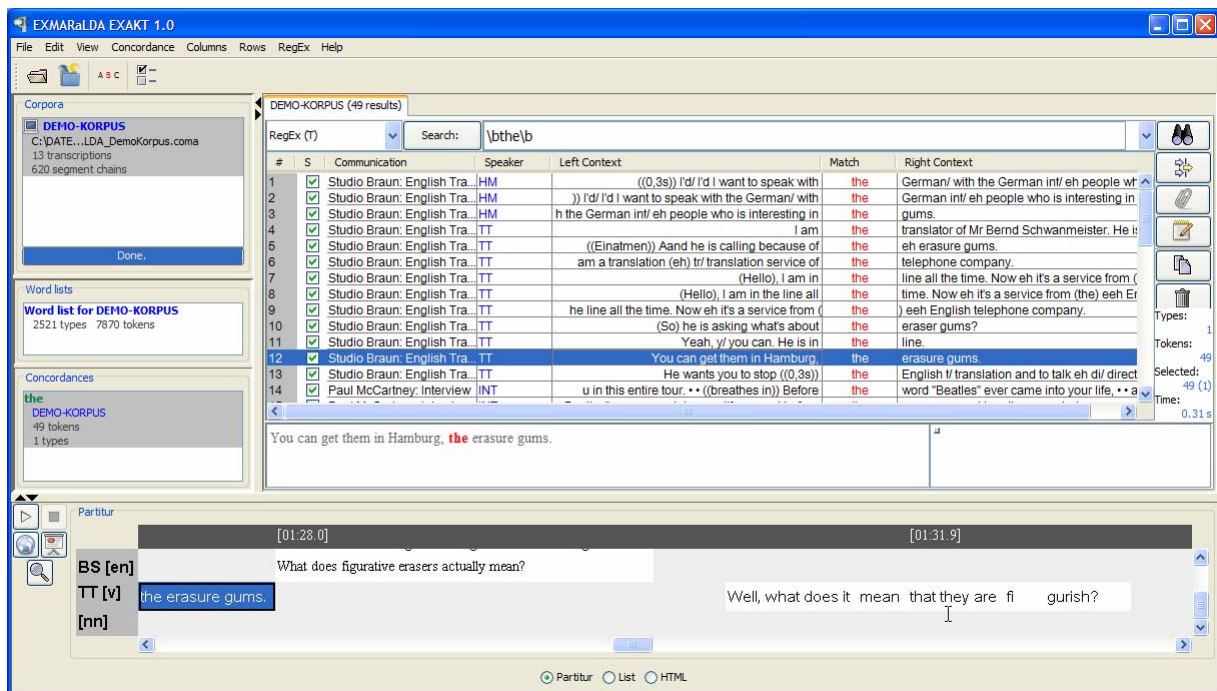 EXMARaLDA EXAKT 1.0
File Edit View Concordance Columns Rows RegEx Help
A B C
Corpora
DEMO-KORPUS
C:\DATE...LDA_DemoKorpus.coma
13 transcriptions
620 segment chains
Done.
Word lists
Word list for DEMO-KORPUS
2521 types 7870 tokens
Concordances
the
DEMO-KORPUS
49 tokens
1 types
DEMO-KORPUS (49 results)
RegEx (T) Search: \bthe\b
# S Communication Speaker Left Context Match Right Context
1 Studio Braun: English Tra... HM ((0,3s)) I'd/ I'd I want to speak with the German/ with the German int/ eh people wh
2 Studio Braun: English Tra... HM )) I'd/ I'd I want to speak with the German/ with the German int/ eh people who is interesting in
3 Studio Braun: English Tra... HM h the German int/ eh people who is interesting in the gums.
4 Studio Braun: English Tra... TT I am the translator of Mr Bernd Schwanmeister. He is
5 Studio Braun: English Tra... TT ((Einatmen)) Aand he is calling because of the eh erasure gums.
6 Studio Braun: English Tra... TT am a translation (eh) tr/ translation service of the telephone company.
7 Studio Braun: English Tra... TT (Hello), I am in the line all the time. Now eh it's a service from (
8 Studio Braun: English Tra... TT (Hello), I am in the line all the time. Now eh it's a service from (the) eeh Er
9 Studio Braun: English Tra... TT he line all the time. Now eh it's a service from ( the ) eeh English telephone company.
10 Studio Braun: English Tra... TT (So) he is asking what's about the eraser gums?
11 Studio Braun: English Tra... TT Yeah, y/ you can. He is in the line.
12 Studio Braun: English Tra... TT You can get them in Hamburg, the erasure gums.
13 Studio Braun: English Tra... TT He wants you to stop ((0,3s)) the English t/ translation and to talk eh di/ direct
14 Paul McCartney: Interview INT u in this entire tour. • • ((breathes in)) Before the word "Beatles" ever came into your life, • • a
Types:
1
Tokens:
49
Selected:
49 (1)
Time:
0.31 s
You can get them in Hamburg, the erasure gums.
Partitur
[01:28.0] [01:31.9]
BS [en] What does figurative erasers actually mean?
TT [v] the erasure gums. Well, what does it mean that they are fi gurish?
[nn]
Partitur List HTML